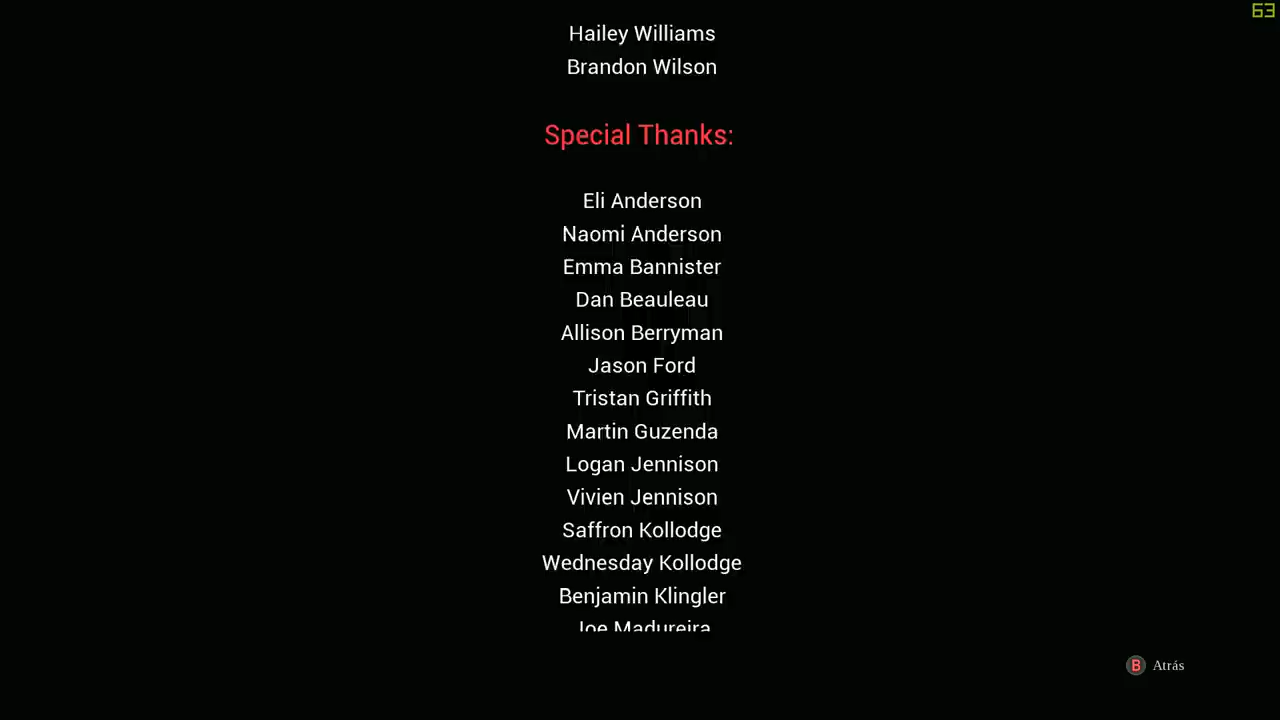 63
Hailey Williams
Brandon Wilson
Special Thanks:
Eli Anderson
Naomi Anderson
Emma Bannister
Dan Beauleau
Allison Berryman
Jason Ford
Tristan Griffith
Martin Guzenda
Logan Jennison
Vivien Jennison
Saffron Kollodge
Wednesday Kollodge
Benjamin Klingler
Joe Madureira
B Atrás